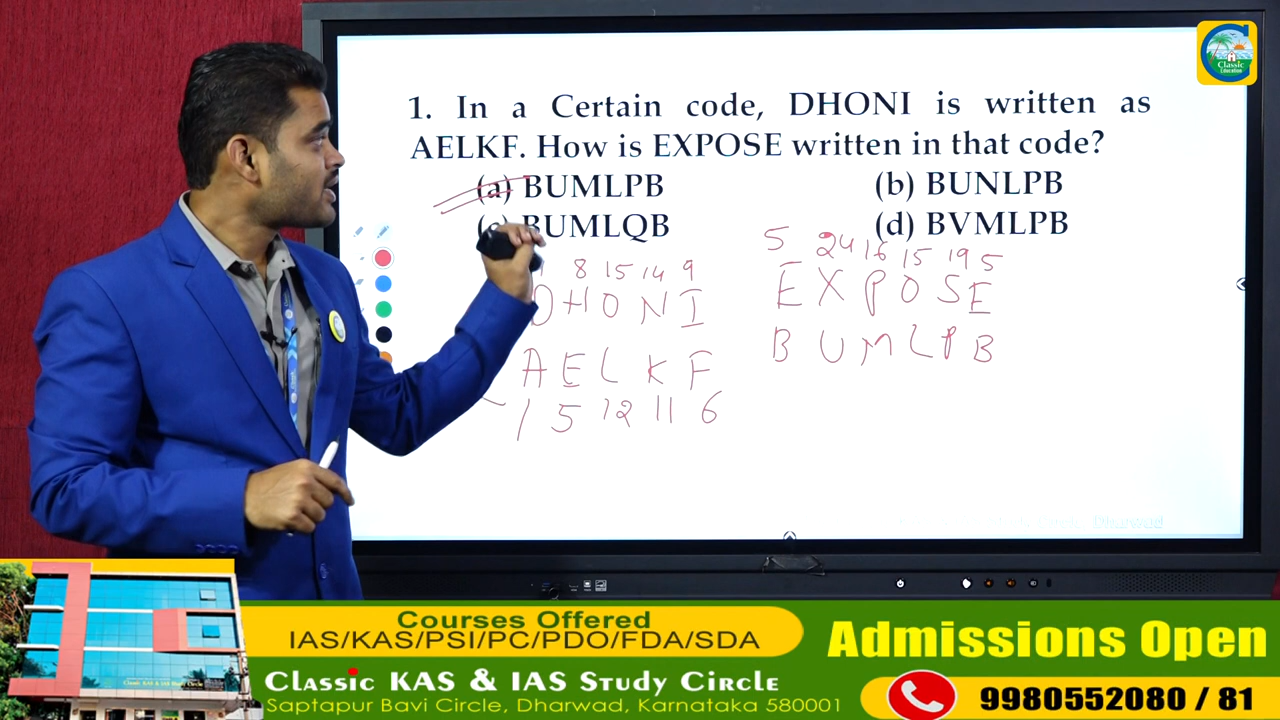 Classic
Education
1. In a Certain code, DHONI is written as
AELKF. How is EXPOSE written in that code?
(a) BUMLPB (b) BUNLPB
(c) BUMLQB (d) BVMLPB
5 24 16 15 19 5
8 15 14 9
E X P O S E
D H O N I
B U M L P B
A E L K F
1 5 12 11 6
Dharwad
Courses Offered
IAS/KAS/PSI/PC/PDO/FDA/SDA
Classic KAS & IAS Study Circle
Saptapur Bavi Circle, Dharwad, Karnataka 580001
Admissions Open
9980552080 / 81